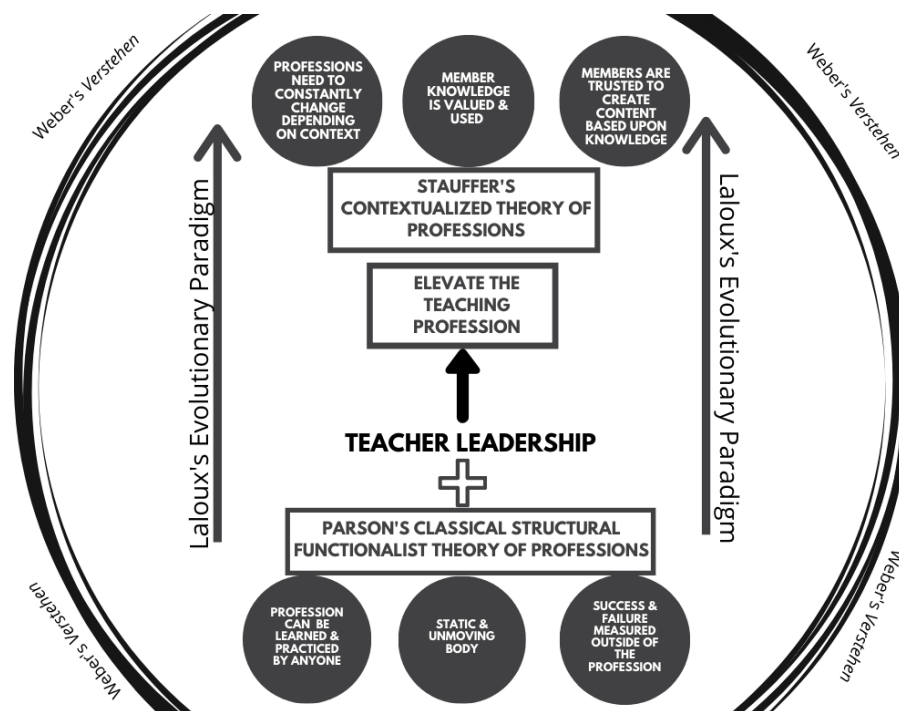 Weber's Verstehen
Weber's Verstehen
PROFESSIONS
NEED TO
CONSTANTLY
CHANGE
DEPENDING
ON CONTEXT
MEMBER
KNOWLEDGE
IS VALUED &
USED
MEMBERS ARE
TRUSTED TO
CREATE
CONTENT
BASED UPON
KNOWLEDGE
STAUFFER'S
CONTEXTUALIZED THEORY OF
PROFESSIONS
Laloux's Evolutionary Paradigm
Laloux's Evolutionary Paradigm
ELEVATE THE
TEACHING
PROFESSION
TEACHER LEADERSHIP
PARSON'S CLASSICAL STRUCTURAL
FUNCTIONALIST THEORY OF PROFESSIONS
PROFESSION
CAN BE
LEARNED &
PRACTICED
BY ANYONE
STATIC &
UNMOVING
BODY
SUCCESS &
FAILURE
MEASURED
OUTSIDE OF
THE
PROFESSION
Weber's Verstehen
Weber's Verstehen